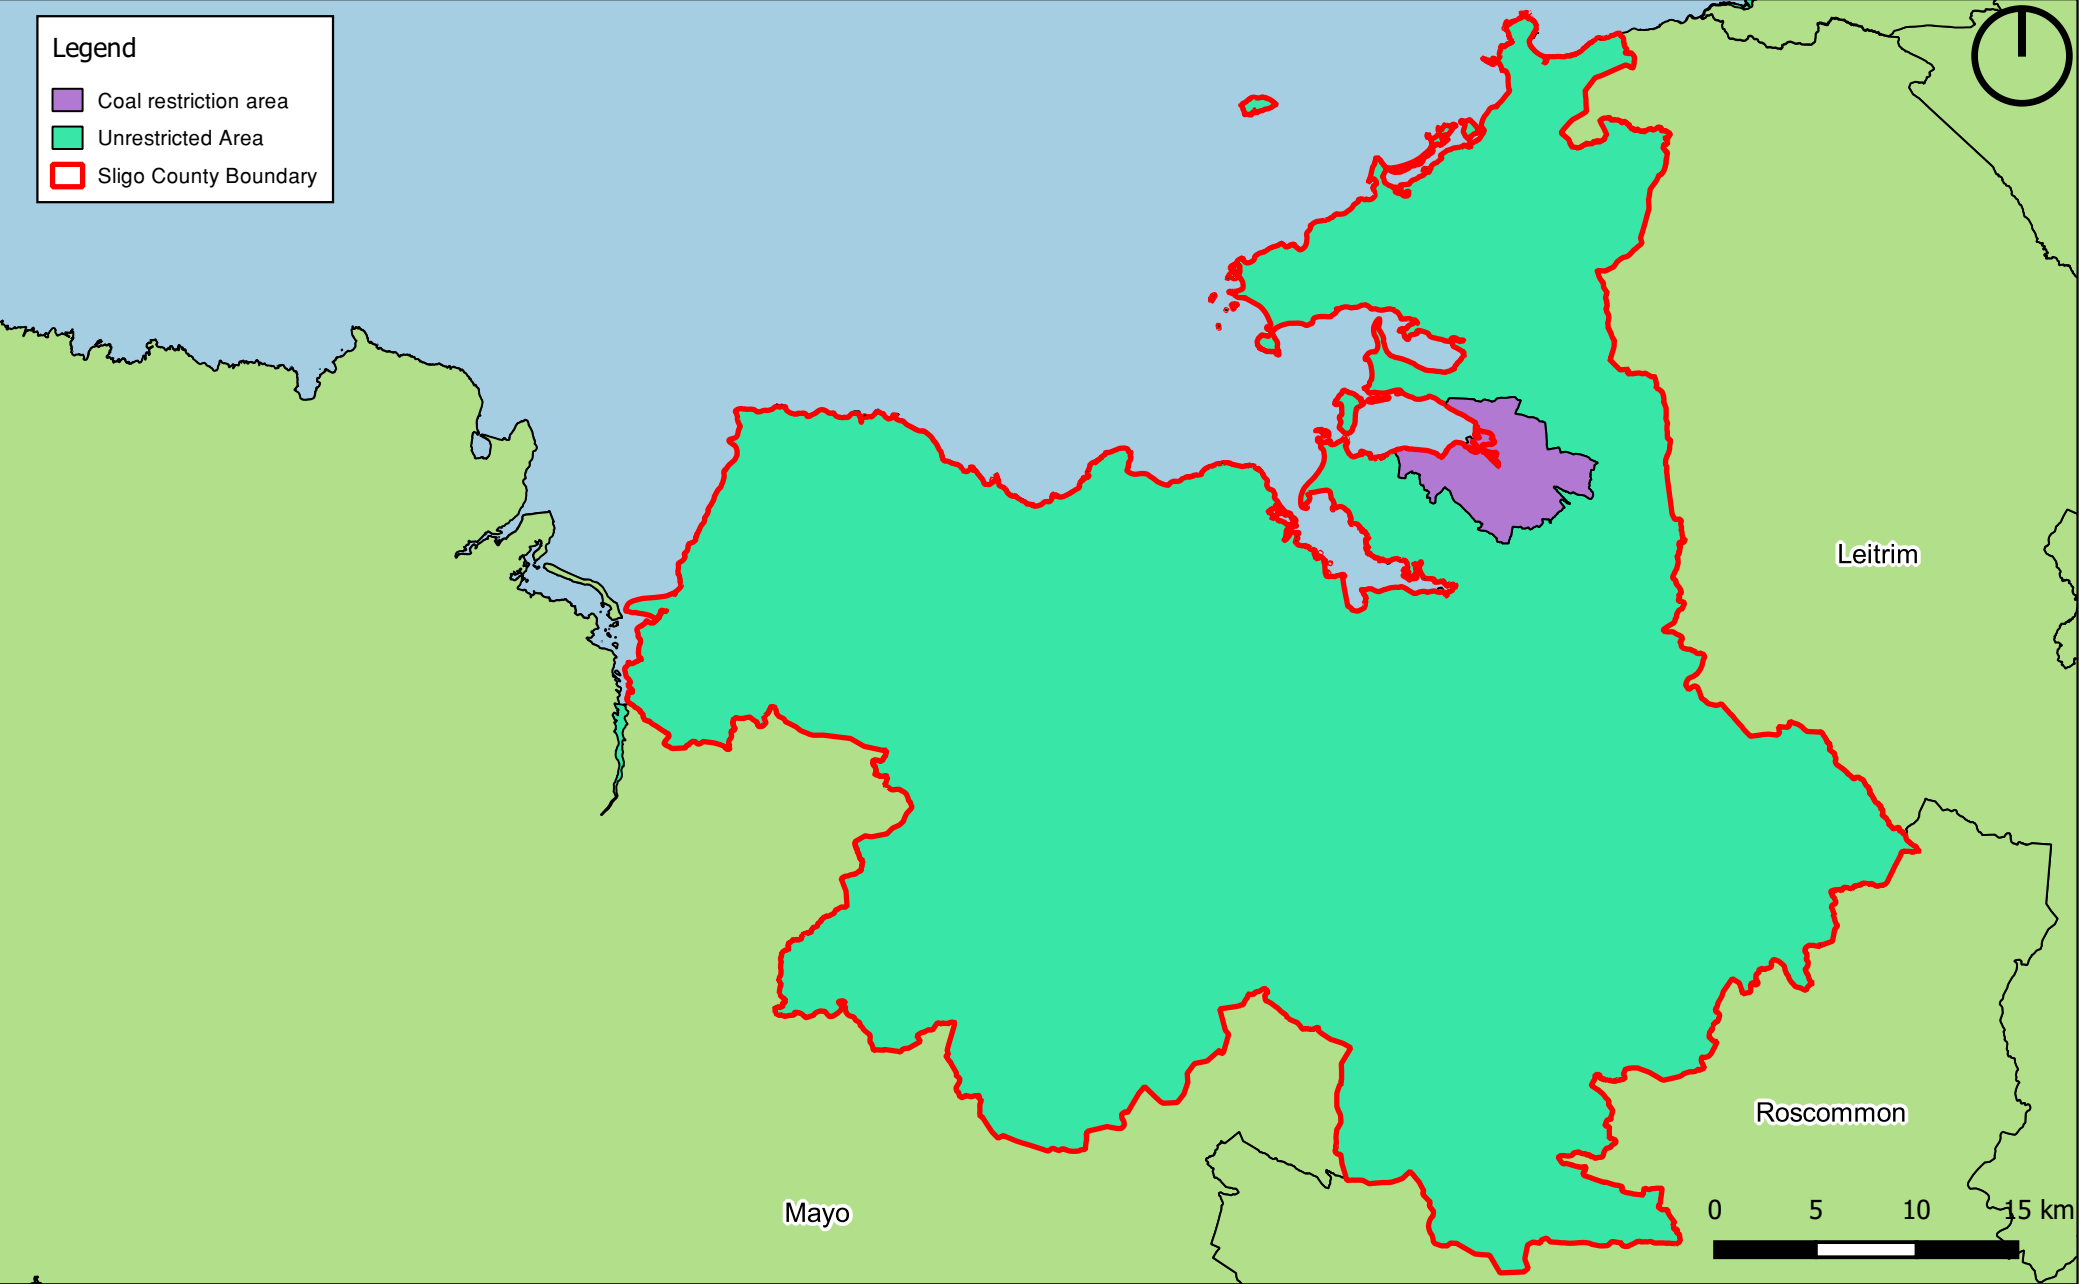 Legend
Coal restriction area
Unrestricted Area
Sligo County Boundary
Leitrim
Roscommon
Mayo
0 5 10 15 km